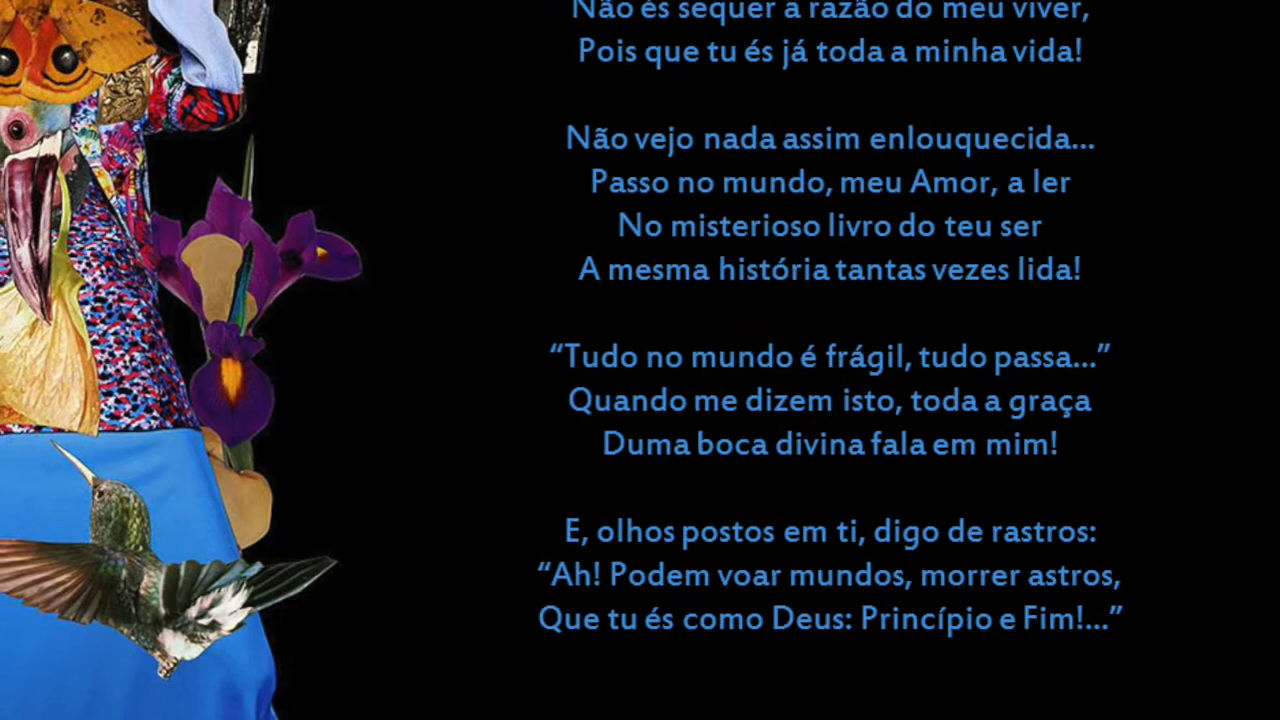 Não és sequer a razão do meu viver,
Pois que tu és já toda a minha vida!
Não vejo nada assim enlouquecida...
Passo no mundo, meu Amor, a ler
No misterioso livro do teu ser
A mesma história tantas vezes lida!
“Tudo no mundo é frágil, tudo passa...”
Quando me dizem isto, toda a graça
Duma boca divina fala em mim!
E, olhos postos em ti, digo de rastros:
“Ah! Podem voar mundos, morrer astros,
Que tu és como Deus: Princípio e Fim!...”